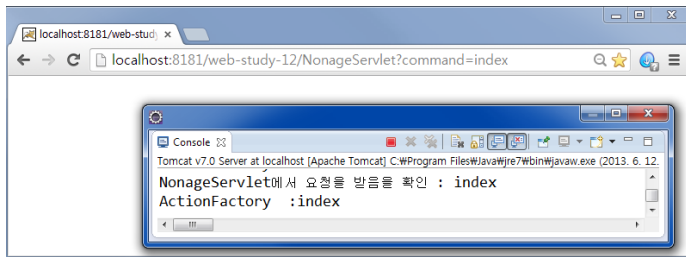 localhost:8181/web-stud
localhost:8181/web-study-12/NonageServlet?command=index
Console
Tomcat v7.0 Server at localhost [Apache Tomcat] C:₩Program Files₩Java₩jre7₩bin₩javaw.exe (2013. 6. 12.
NonageServlet에서 요청을 받음을 확인 : index
ActionFactory  :index